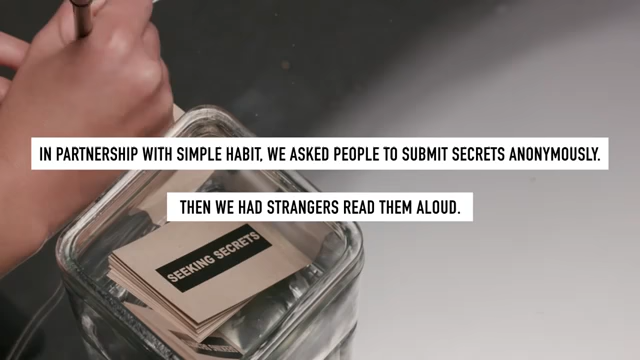 IN PARTNERSHIP WITH SIMPLE HABIT, WE ASKED PEOPLE TO SUBMIT SECRETS ANONYMOUSLY.
THEN WE HAD STRANGERS READ THEM ALOUD.
SEEKING SECRETS